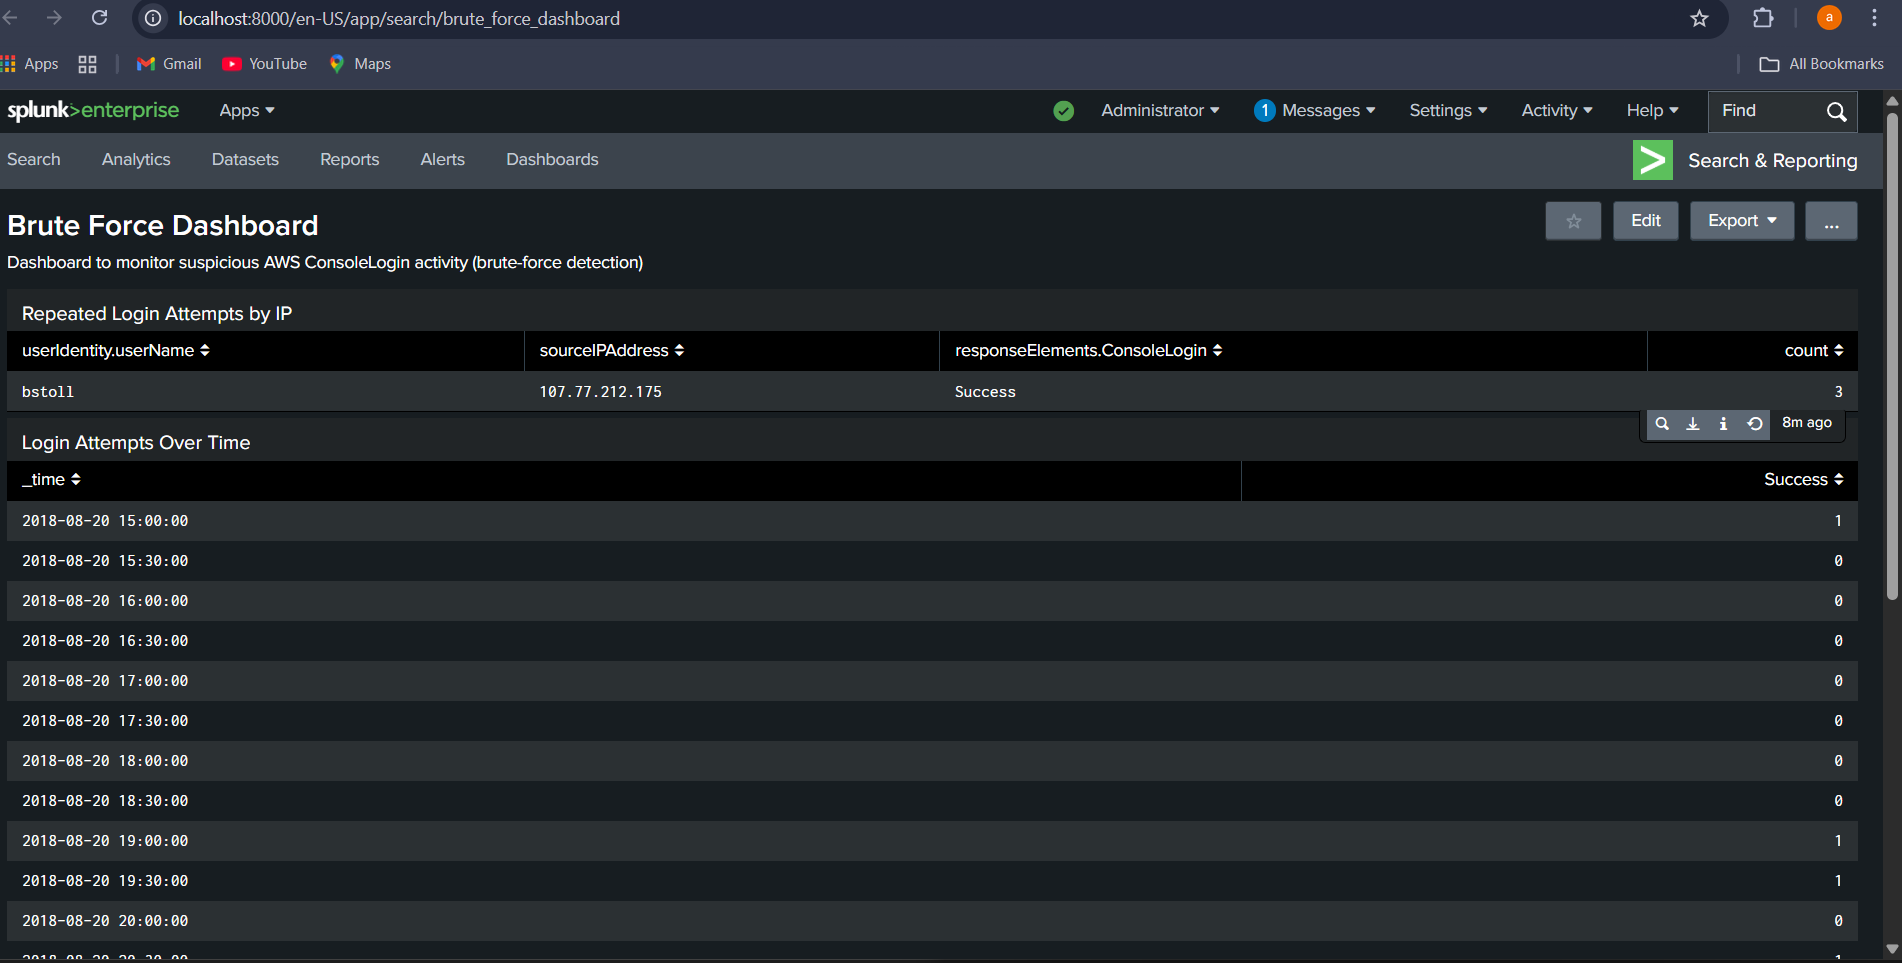 localhost:8000/en-US/app/search/brute_force_dashboard
a
Apps
Gmail
YouTube
Maps
All Bookmarks
splunk>enterprise
Apps
Administrator
1 Messages
Settings
Activity
Help
Find
Search
Analytics
Datasets
Reports
Alerts
Dashboards
> Search & Reporting
Brute Force Dashboard
Edit
Export
...
Dashboard to monitor suspicious AWS ConsoleLogin activity (brute-force detection)
Repeated Login Attempts by IP
userIdentity.userName sourceIPAddress responseElements.ConsoleLogin count
bstoll 107.77.212.175 Success 3
8m ago
Login Attempts Over Time
_time Success
2018-08-20 15:00:00 1
2018-08-20 15:30:00 0
2018-08-20 16:00:00 0
2018-08-20 16:30:00 0
2018-08-20 17:00:00 0
2018-08-20 17:30:00 0
2018-08-20 18:00:00 0
2018-08-20 18:30:00 0
2018-08-20 19:00:00 1
2018-08-20 19:30:00 1
2018-08-20 20:00:00 0
2018-08-20 20:30:00 1